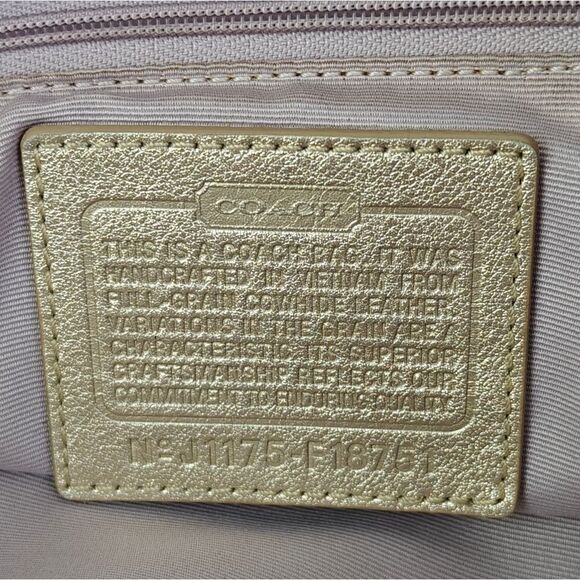 COACH
THIS IS A COACH BAG. IT WAS
HANDCRAFTED IN VIETNAM FROM
FULL-GRAIN COWHIDE LEATHER
VARIATIONS IN THE GRAIN ARE A
CHARACTERISTIC. ITS SUPERIOR
CRAFTSMANSHIP REFLECTS OUR
COMMITMENT TO ENDURING QUALITY
No J1175-F18751